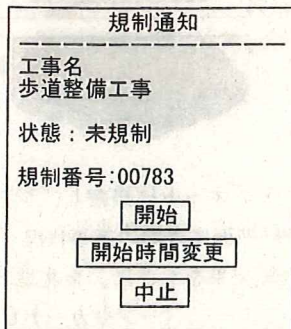 規制通知
工事名
歩道整備工事
状態：未規制
規制番号:00783
開始
開始時間変更
中止